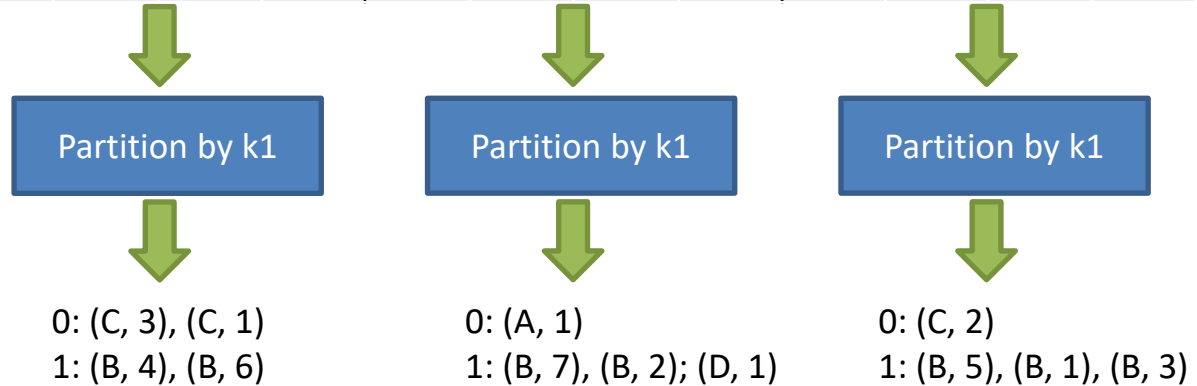 Partition by k1
Partition by k1
Partition by k1
0: (C, 3), (C, 1)
1: (B, 4), (B, 6)
0: (A, 1)
1: (B, 7), (B, 2); (D, 1)
0: (C, 2)
1: (B, 5), (B, 1), (B, 3)